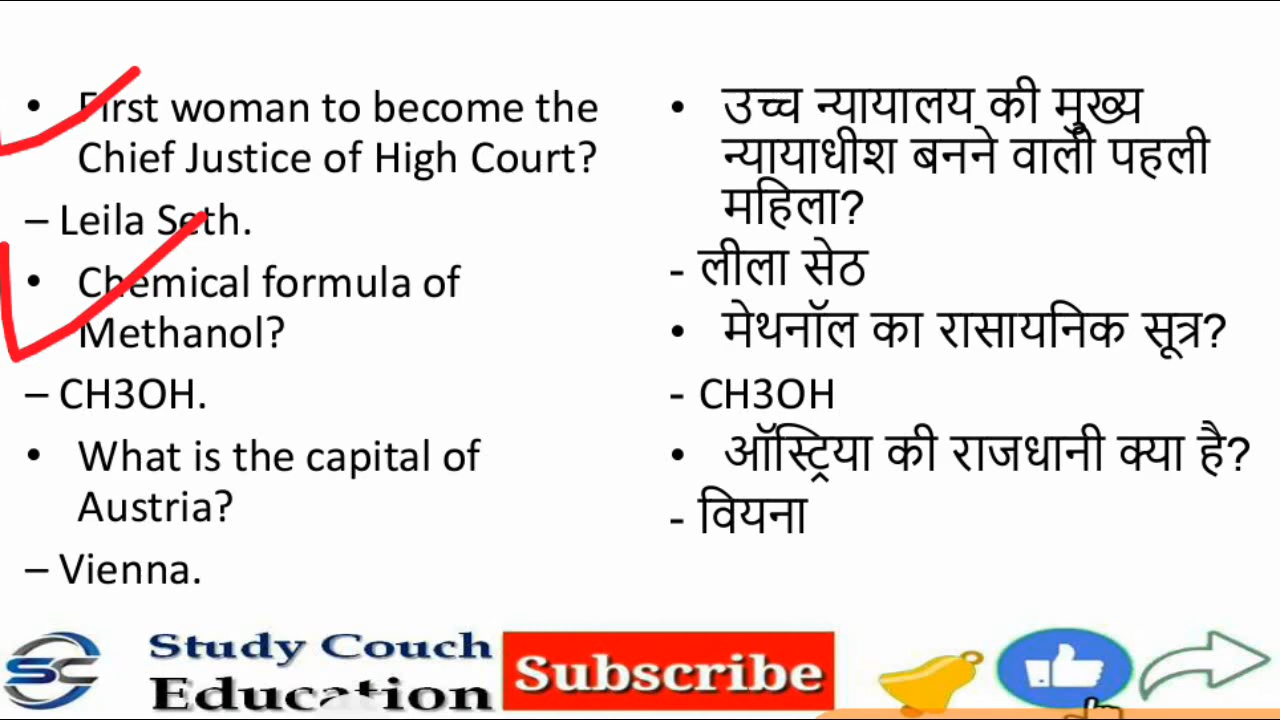 • First woman to become the
Chief Justice of High Court?
– Leila Seth.
• Chemical formula of
Methanol?
– CH3OH.
• What is the capital of
Austria?
– Vienna.
• उच्च न्यायालय की मुख्य
न्यायाधीश बनने वाली पहली
महिला?
- लीला सेठ
• मेथनॉल का रासायनिक सूत्र?
- CH3OH
• ऑस्ट्रिया की राजधानी क्या है?
- वियना
SC
Study Couch
Education
Subscribe